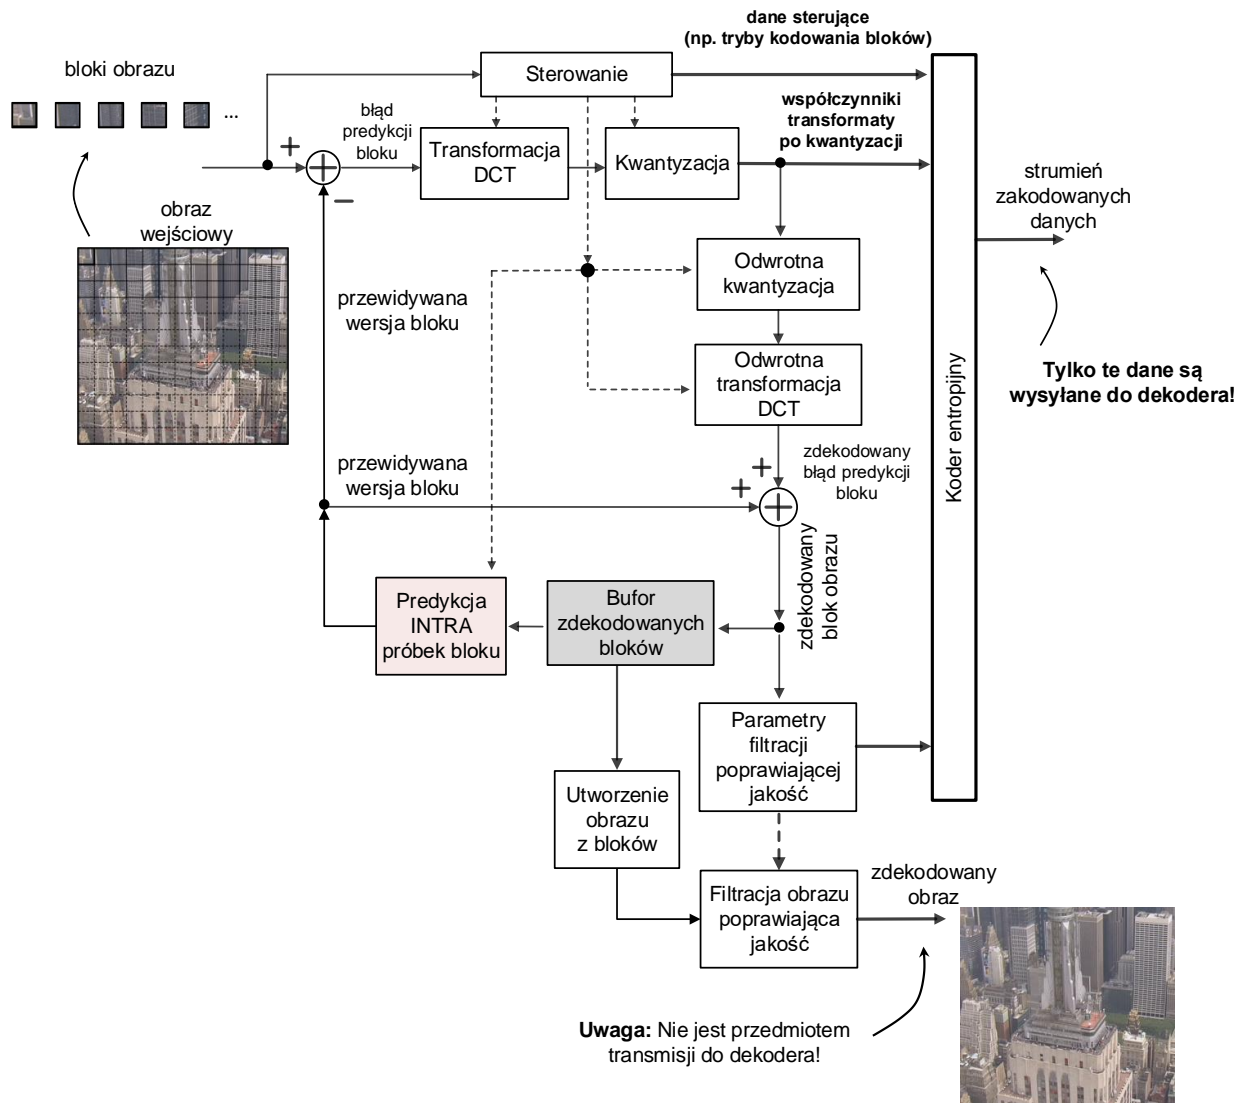 dane sterujące
(np. tryby kodowania bloków)
bloki obrazu
...
Sterowanie
współczynniki
transformaty
po kwantyzacji
błąd
predykcji
bloku
+
+
−
Transformacja
DCT
Kwantyzacja
strumień
zakodowanych
danych
obraz
wejściowy
Odwrotna
kwantyzacja
przewidywana
wersja bloku
Odwrotna
transformacja
DCT
Tylko te dane są
wysyłane do dekodera!
Koder entropijny
zdekodowany
błąd predykcji
bloku
przewidywana
wersja bloku
+
+
+
zdekodowany
blok obrazu
Predykcja
INTRA
próbek bloku
Bufor
zdekodowanych
bloków
Parametry
filtracji
poprawiającej
jakość
Utworzenie
obrazu
z bloków
Filtracja obrazu
poprawiająca
jakość
zdekodowany
obraz
Uwaga: Nie jest przedmiotem
transmisji do dekodera!